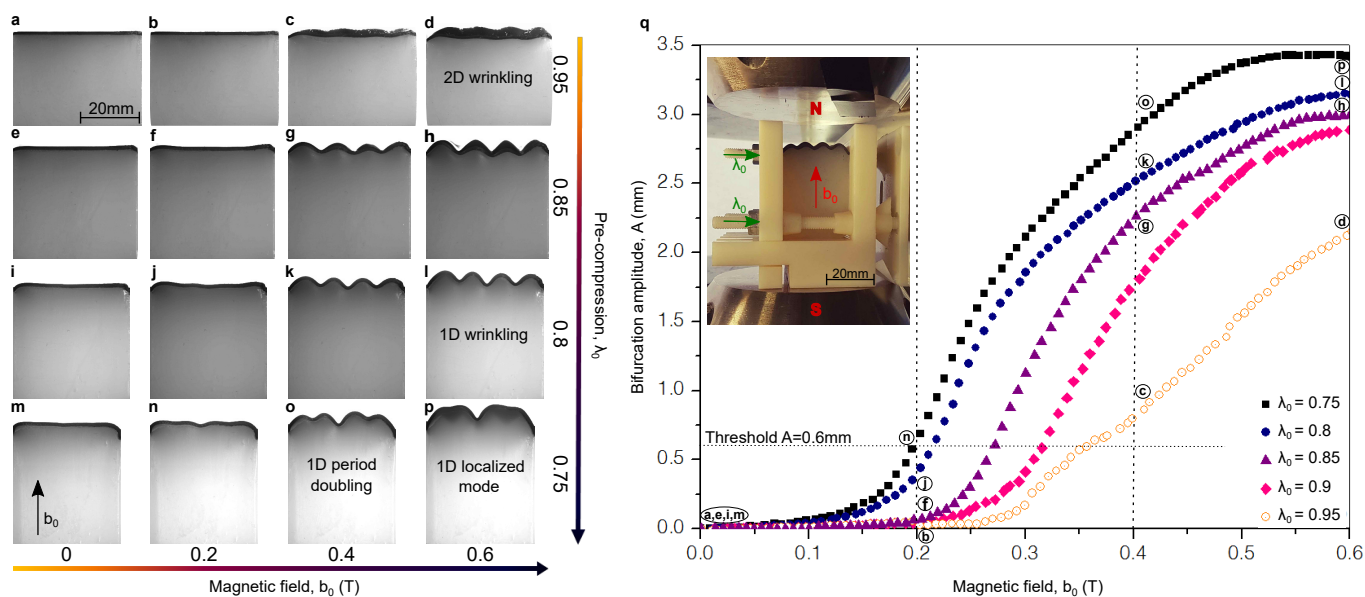 a
b
c
d
2D wrinkling
20mm
0.95
e
f
g
h
0.85
i
j
k
l
1D wrinkling
0.8
m
n
o
p
b₀
1D period
doubling
1D localized
mode
0.75
Pre-compression, λ₀
0
0.2
0.4
0.6
Magnetic field, b₀ (T)
q
3.5
3.0
2.5
2.0
1.5
1.0
0.5
0.0
Bifurcation amplitude, A (mm)
N
λ₀
λ₀
b₀
20mm
S
Threshold A=0.6mm
a,e,i,m
n
j
f
b
o
k
g
c
p
l
h
d
λ₀ = 0.75
λ₀ = 0.8
λ₀ = 0.85
λ₀ = 0.9
λ₀ = 0.95
0.0
0.1
0.2
0.3
0.4
0.5
0.6
Magnetic field, b₀ (T)